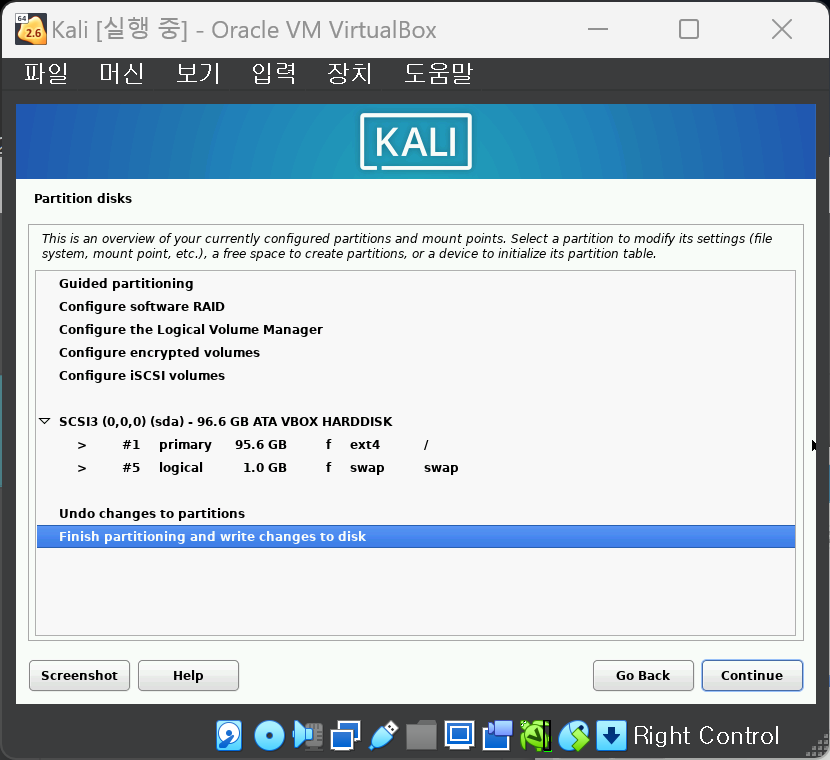 64
2.6
Kali [실행 중] - Oracle VM VirtualBox
파일 머신 보기 입력 장치 도움말
KALI
Partition disks
This is an overview of your currently configured partitions and mount points. Select a partition to modify its settings (file
system, mount point, etc.), a free space to create partitions, or a device to initialize its partition table.
Guided partitioning
Configure software RAID
Configure the Logical Volume Manager
Configure encrypted volumes
Configure iSCSI volumes
SCSI3 (0,0,0) (sda) - 96.6 GB ATA VBOX HARDDISK
> #1 primary 95.6 GB f ext4 /
> #5 logical 1.0 GB f swap swap
Undo changes to partitions
Finish partitioning and write changes to disk
Screenshot Help Go Back Continue
Right Control